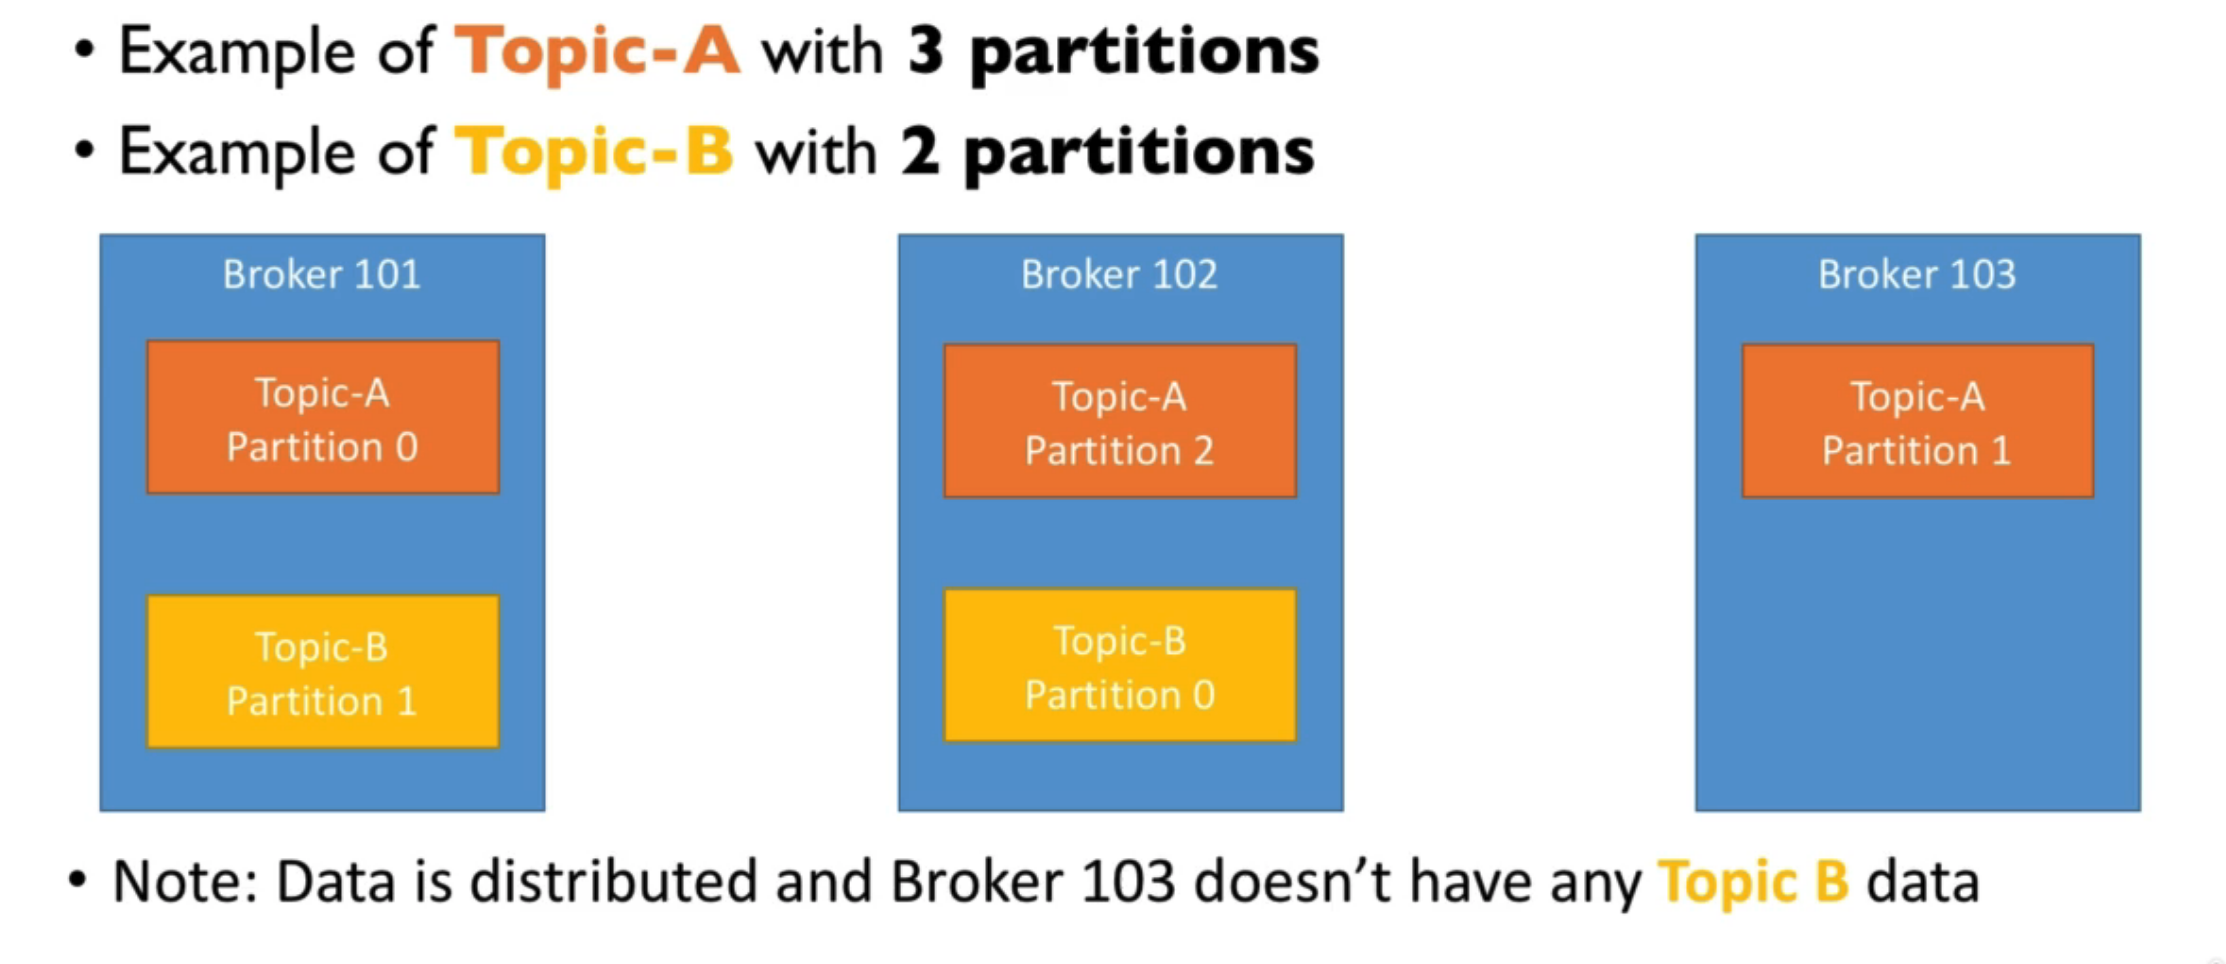 • Example of Topic-A with 3 partitions
• Example of Topic-B with 2 partitions
Broker 101
Topic-A
Partition 0
Topic-B
Partition 1
Broker 102
Topic-A
Partition 2
Topic-B
Partition 0
Broker 103
Topic-A
Partition 1
• Note: Data is distributed and Broker 103 doesn’t have any Topic B data